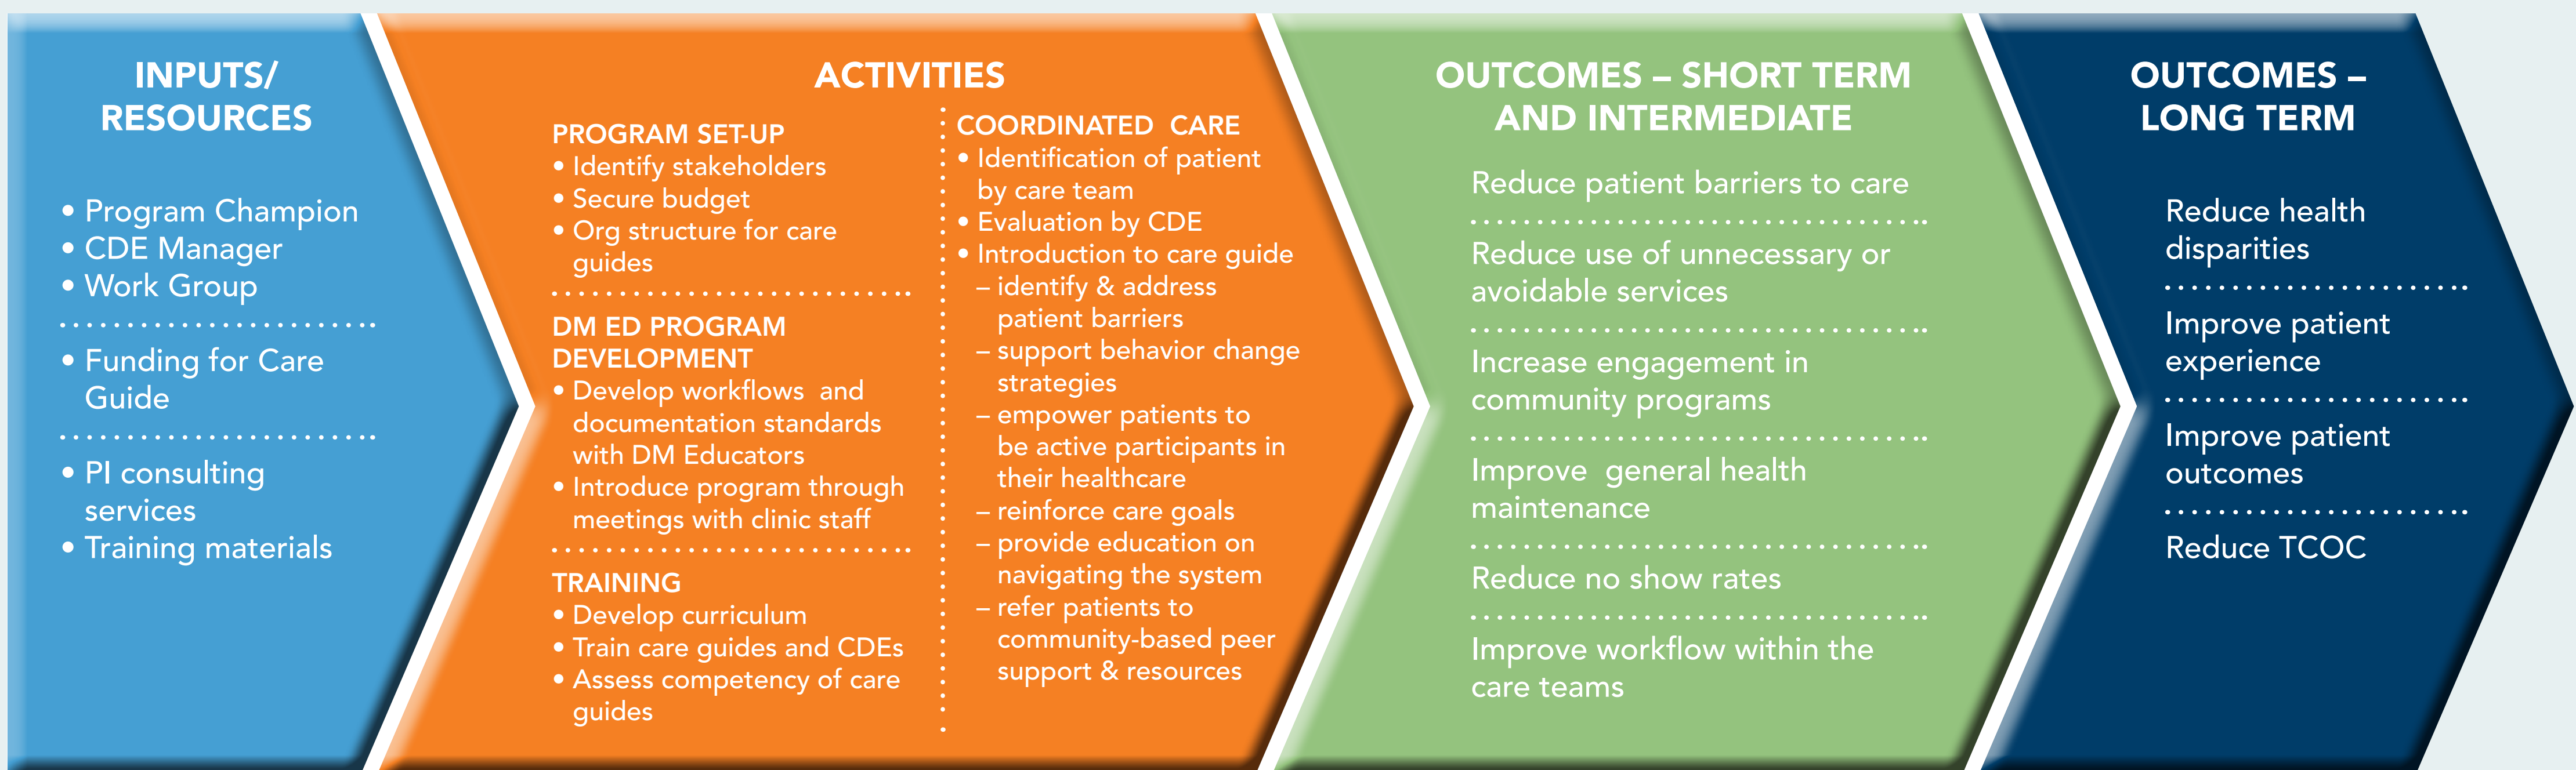 INPUTS/
RESOURCES
• Program Champion
• CDE Manager
• Work Group
• Funding for Care
Guide
• PI consulting
services
• Training materials
ACTIVITIES
PROGRAM SET-UP
• Identify stakeholders
• Secure budget
• Org structure for care
guides
DM ED PROGRAM
DEVELOPMENT
• Develop workflows and
documentation standards
with DM Educators
• Introduce program through
meetings with clinic staff
TRAINING
• Develop curriculum
• Train care guides and CDEs
• Assess competency of care
guides
COORDINATED CARE
• Identification of patient
by care team
• Evaluation by CDE
• Introduction to care guide
– identify & address
patient barriers
– support behavior change
strategies
– empower patients to
be active participants in
their healthcare
– reinforce care goals
– provide education on
navigating the system
– refer patients to
community-based peer
support & resources
OUTCOMES – SHORT TERM
AND INTERMEDIATE
Reduce patient barriers to care
Reduce use of unnecessary or
avoidable services
Increase engagement in
community programs
Improve general health
maintenance
Reduce no show rates
Improve workflow within the
care teams
OUTCOMES –
LONG TERM
Reduce health
disparities
Improve patient
experience
Improve patient
outcomes
Reduce TCOC